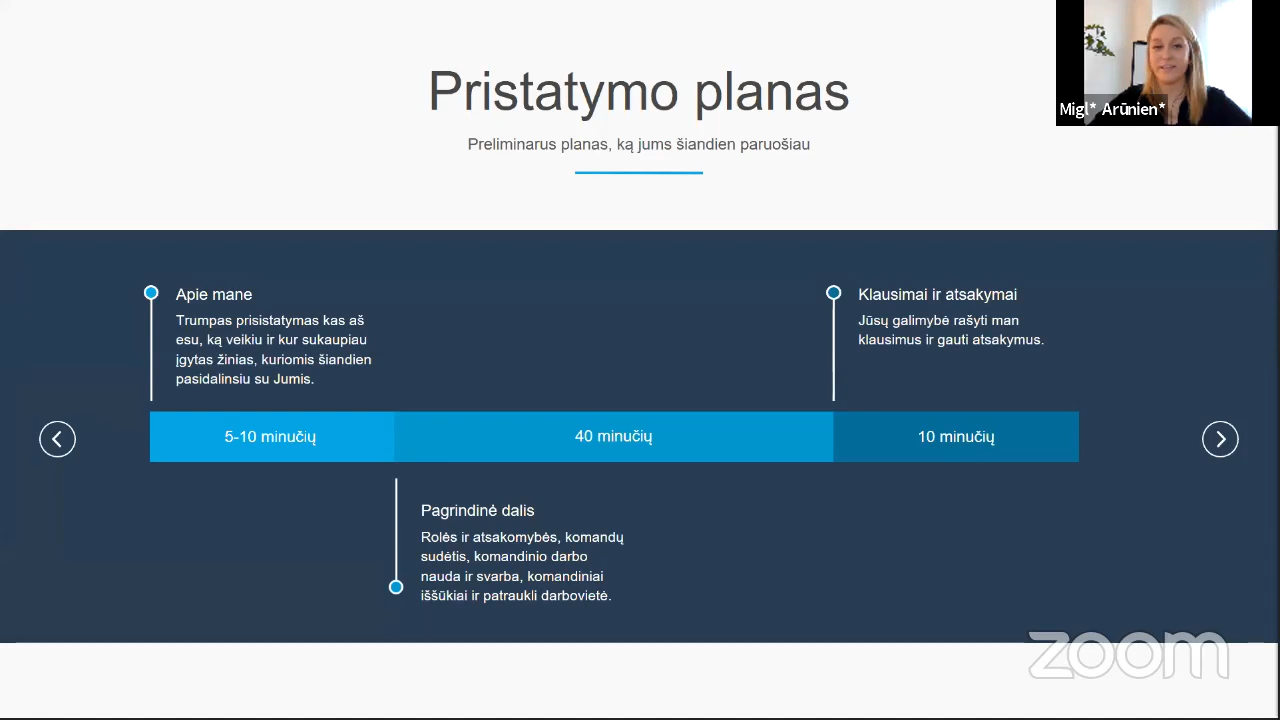 Pristatymo planas
Preliminarus planas, ką jums šiandien paruošiau
Migl* Arūnien*
Apie mane
Trumpas prisistatymas kas aš
esu, ką veikiu ir kur sukaupiau
įgytas žinias, kuriomis šiandien
pasidalinsiu su Jumis.
Klausimai ir atsakymai
Jūsų galimybė rašyti man
klausimus ir gauti atsakymus.
5-10 minučių
40 minučių
10 minučių
Pagrindinė dalis
Rolės ir atsakomybės, komandų
sudėtis, komandinio darbo
nauda ir svarba, komandiniai
iššūkiai ir patraukli darbovietė.
zoom